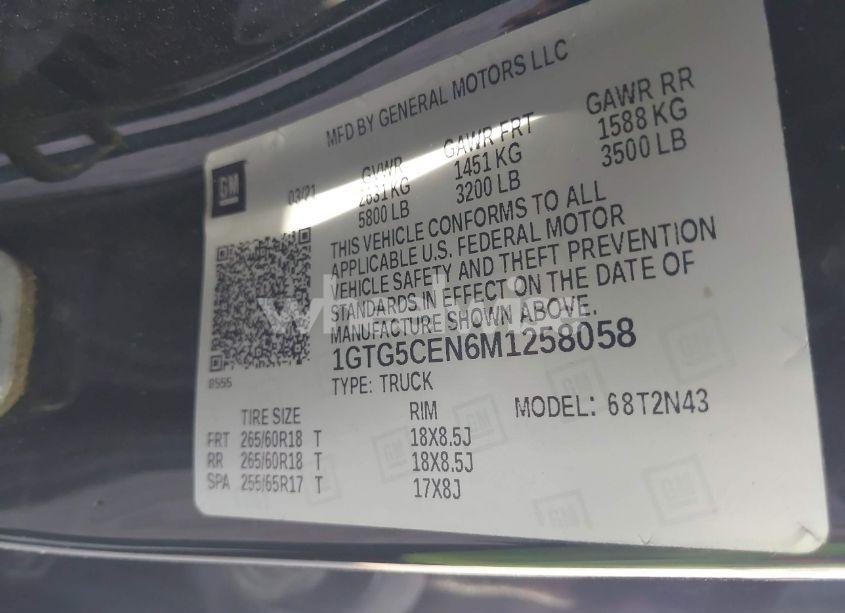 MFD BY GENERAL MOTORS LLC
GM
03/21
GVWR
GAWR FRT
GAWR RR
2631 KG
1451 KG
1588 KG
5800 LB
3200 LB
3500 LB
THIS VEHICLE CONFORMS TO ALL
APPLICABLE U.S. FEDERAL MOTOR
VEHICLE SAFETY AND THEFT PREVENTION
STANDARDS IN EFFECT ON THE DATE OF
MANUFACTURE SHOWN ABOVE.
1GTG5CEN6M1258058
8555
TYPE: TRUCK
MODEL: 68T2N43
TIRE SIZE RIM
FRT 265/60R18 T 18X8.5J
RR 265/60R18 T 18X8.5J
SPA 255/65R17 T 17X8J